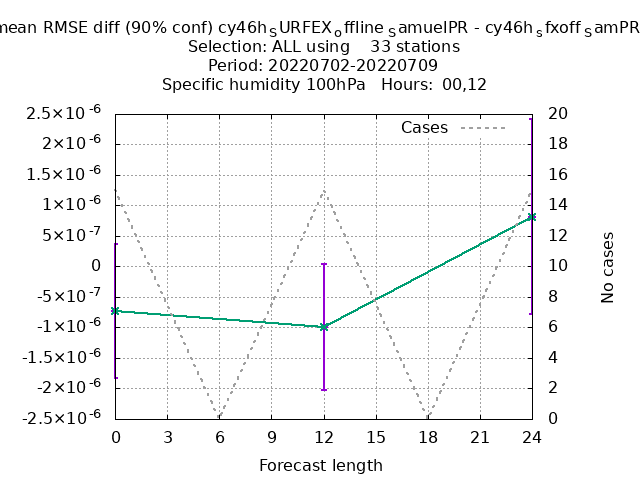 mean RMSE diff (90% conf) cy46h_SURFEX_offline_samuelPR - cy46h_sfxoff_samPR
Selection: ALL using 33 stations
Period: 20220702-20220709
Specific humidity 100hPa Hours: 00,12
Cases
2.5×10^-6
2×10^-6
1.5×10^-6
1×10^-6
5×10^-7
0
-5×10^-7
-1×10^-6
-1.5×10^-6
-2×10^-6
-2.5×10^-6
20
18
16
14
12
10
8
6
4
2
0
No cases
0 3 6 9 12 15 18 21 24
Forecast length